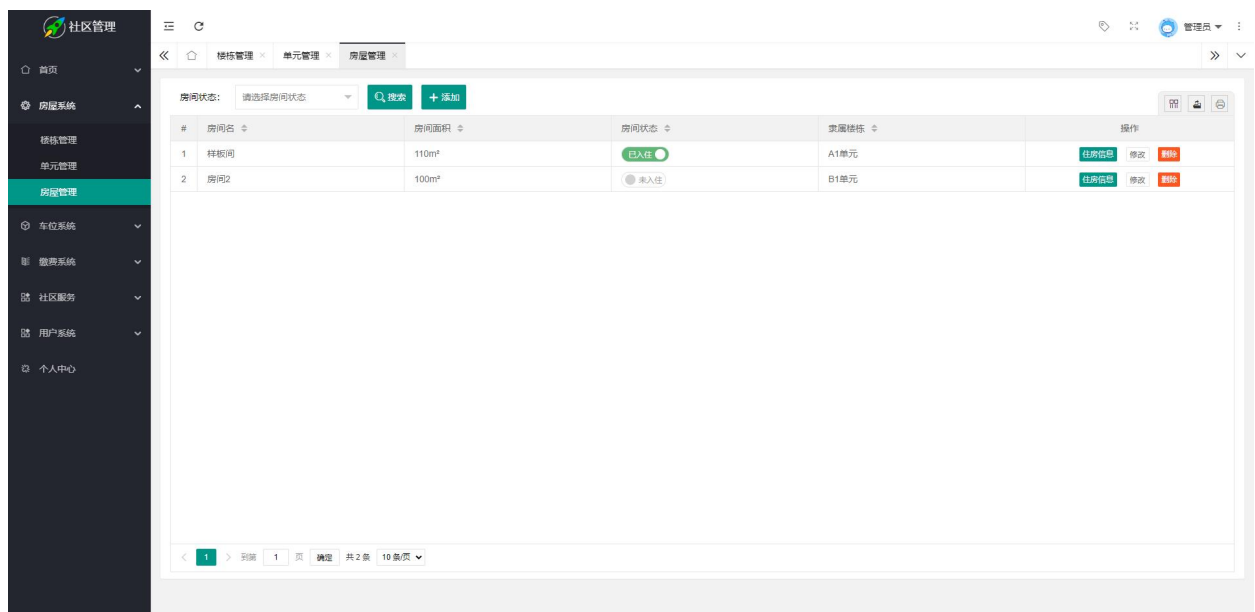 社区管理
管理员
首页
楼栋管理 单元管理 房屋管理
房屋系统
楼栋管理
单元管理
房屋管理
车位系统
缴费系统
社区服务
用户系统
个人中心
房间状态: 请选择房间状态 搜索 添加
# 房间名 房间面积 房间状态 隶属楼栋 操作
1 样板间 110m² 已入住 A1单元 住房信息 修改 删除
2 房间2 100m² 未入住 B1单元 住房信息 修改 删除
1 到第 1 页 确定 共 2 条 10 条/页